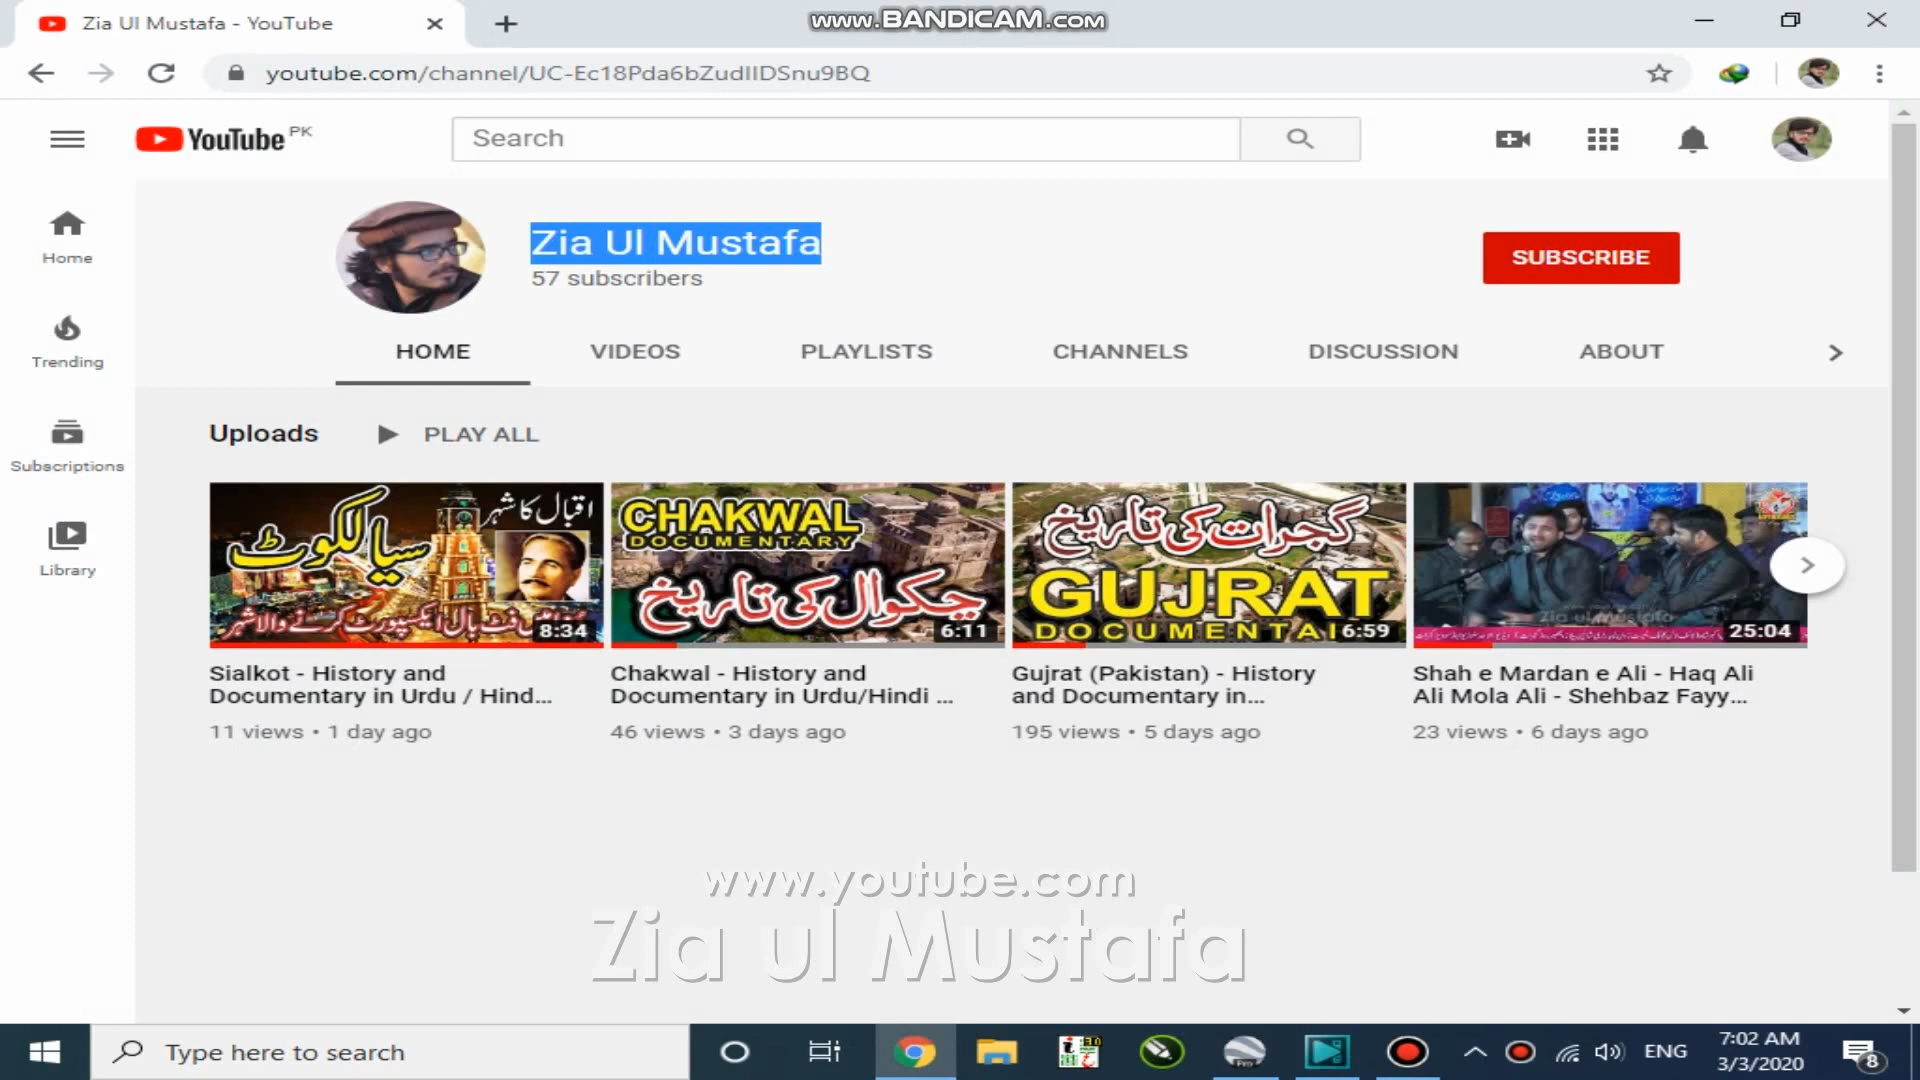 Zia Ul Mustafa - YouTube
www.BANDICAM.com
youtube.com/channel/UC-Ec18Pda6bZudIIDSnu9BQ
YouTube PK
Search
Home
Trending
Subscriptions
Library
Zia Ul Mustafa
57 subscribers
SUBSCRIBE
HOME VIDEOS PLAYLISTS CHANNELS DISCUSSION ABOUT
Uploads PLAY ALL
اقبال کا شہر
سیالکوٹ
8:34
CHAKWAL
DOCUMENTARY
چکوال کی تاریخ
6:11
گجرات کی تاریخ
GUJRAT
6:59
Zia ul Mustafa
25:04
Sialkot - History and
Documentary in Urdu / Hind...
11 views • 1 day ago
Chakwal - History and
Documentary in Urdu/Hindi ...
46 views • 3 days ago
Gujrat (Pakistan) - History
and Documentary in...
195 views • 5 days ago
Shah e Mardan e Ali - Haq Ali
Ali Mola Ali - Shehbaz Fayy...
23 views • 6 days ago
www.youtube.com
Zia ul Mustafa
Type here to search
ENG
7:02 AM
3/3/2020
8